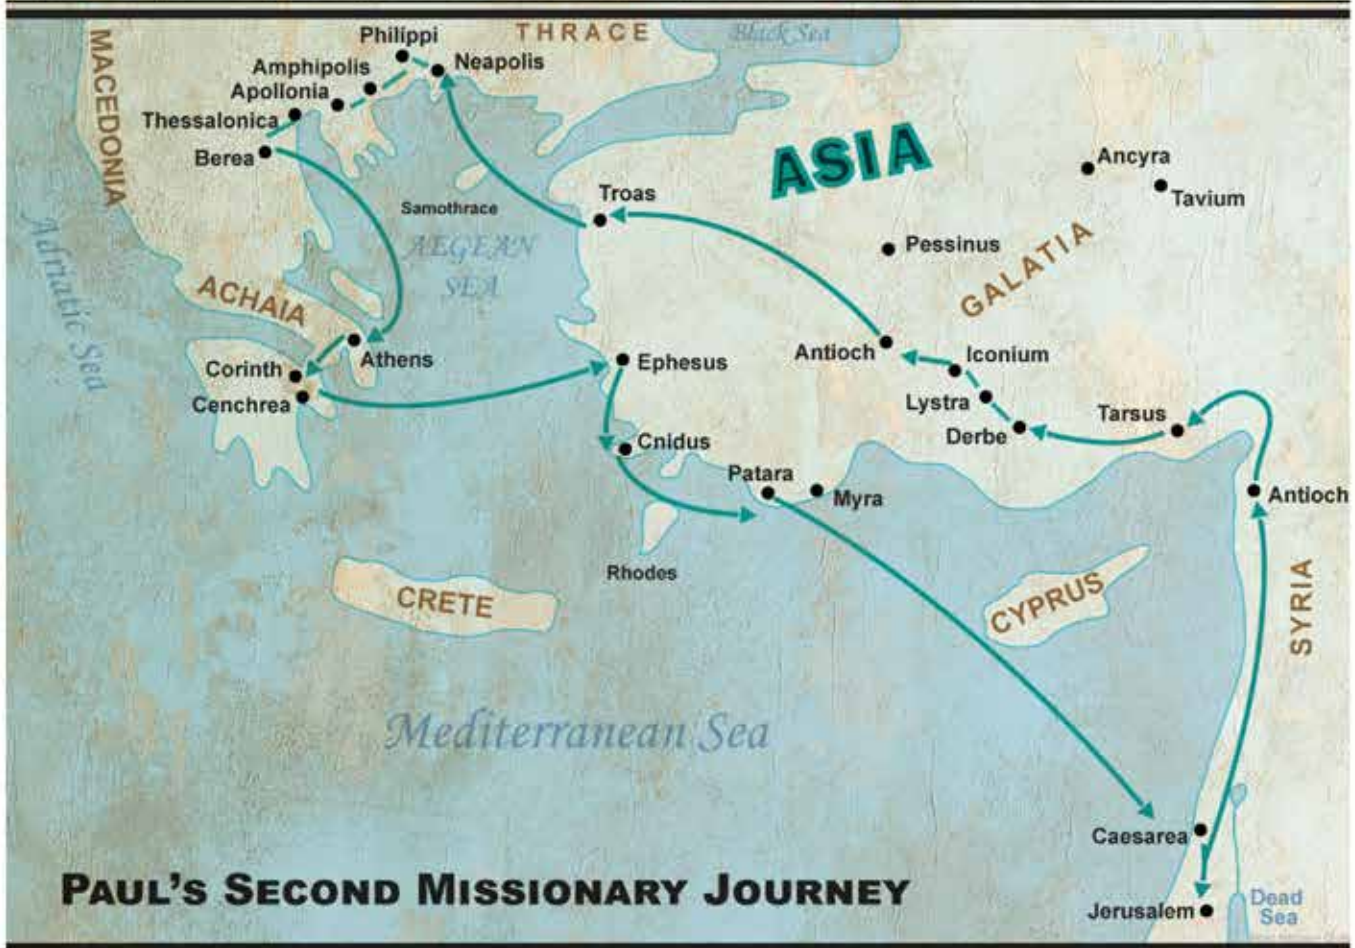 THRACE
Black Sea
MACEDONIA
Philippi
Neapolis
Amphipolis
Apollonia
Thessalonica
Berea
ASIA
Ancyra
Tavium
Troas
Samothrace
AEGEAN
SEA
Adriatic Sea
Pessinus
GALATIA
ACHAIA
Athens
Corinth
Cenchrea
Ephesus
Antioch
Iconium
Lystra
Derbe
Tarsus
Cnidus
Patara
Myra
Antioch
Rhodes
CRETE
CYPRUS
SYRIA
Mediterranean Sea
Caesarea
PAUL'S SECOND MISSIONARY JOURNEY
Jerusalem
Dead
Sea